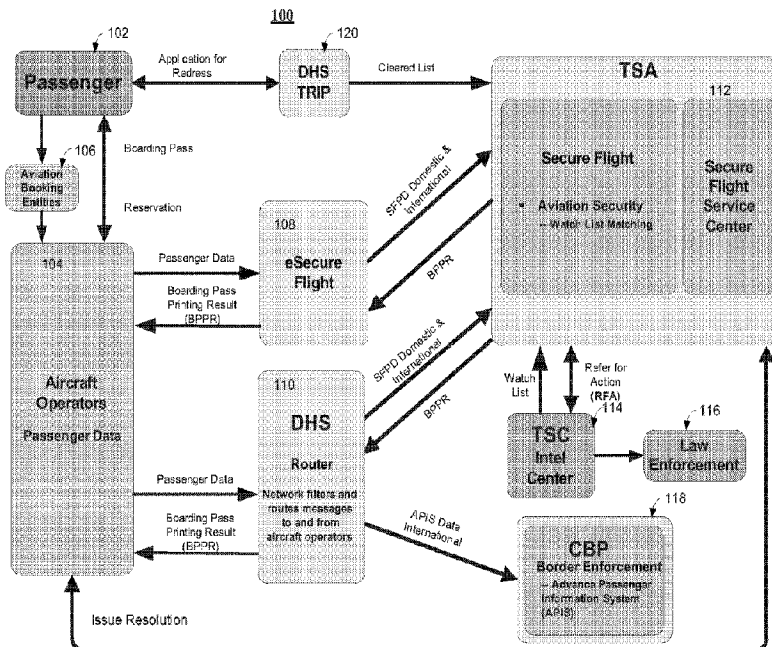 100
102
Passenger
Application for
Redress
120
DHS
TRIP
Cleared List
TSA
112
106
Aviation
Booking
Entities
Boarding Pass
Reservation
Secure Flight
Aviation Security
-- Watch List Matching
Secure
Flight
Service
Center
SFPD Domestic &
International
BPPR
104
Passenger Data
Boarding Pass
Printing Result
(BPPR)
108
eSecure
Flight
Aircraft
Operators
Passenger Data
SFPD Domestic &
International
BPPR
110
DHS
Router
Network filters and
routes messages
to and from
aircraft operators
Passenger Data
Boarding Pass
Printing Result
(BPPR)
Watch
List
Refer for
Action
(RFA)
114
TSC
Intel
Center
116
Law
Enforcement
APIS Data
International
118
CBP
Border Enforcement
-- Advance Passenger
Information System
(APIS)
Issue Resolution